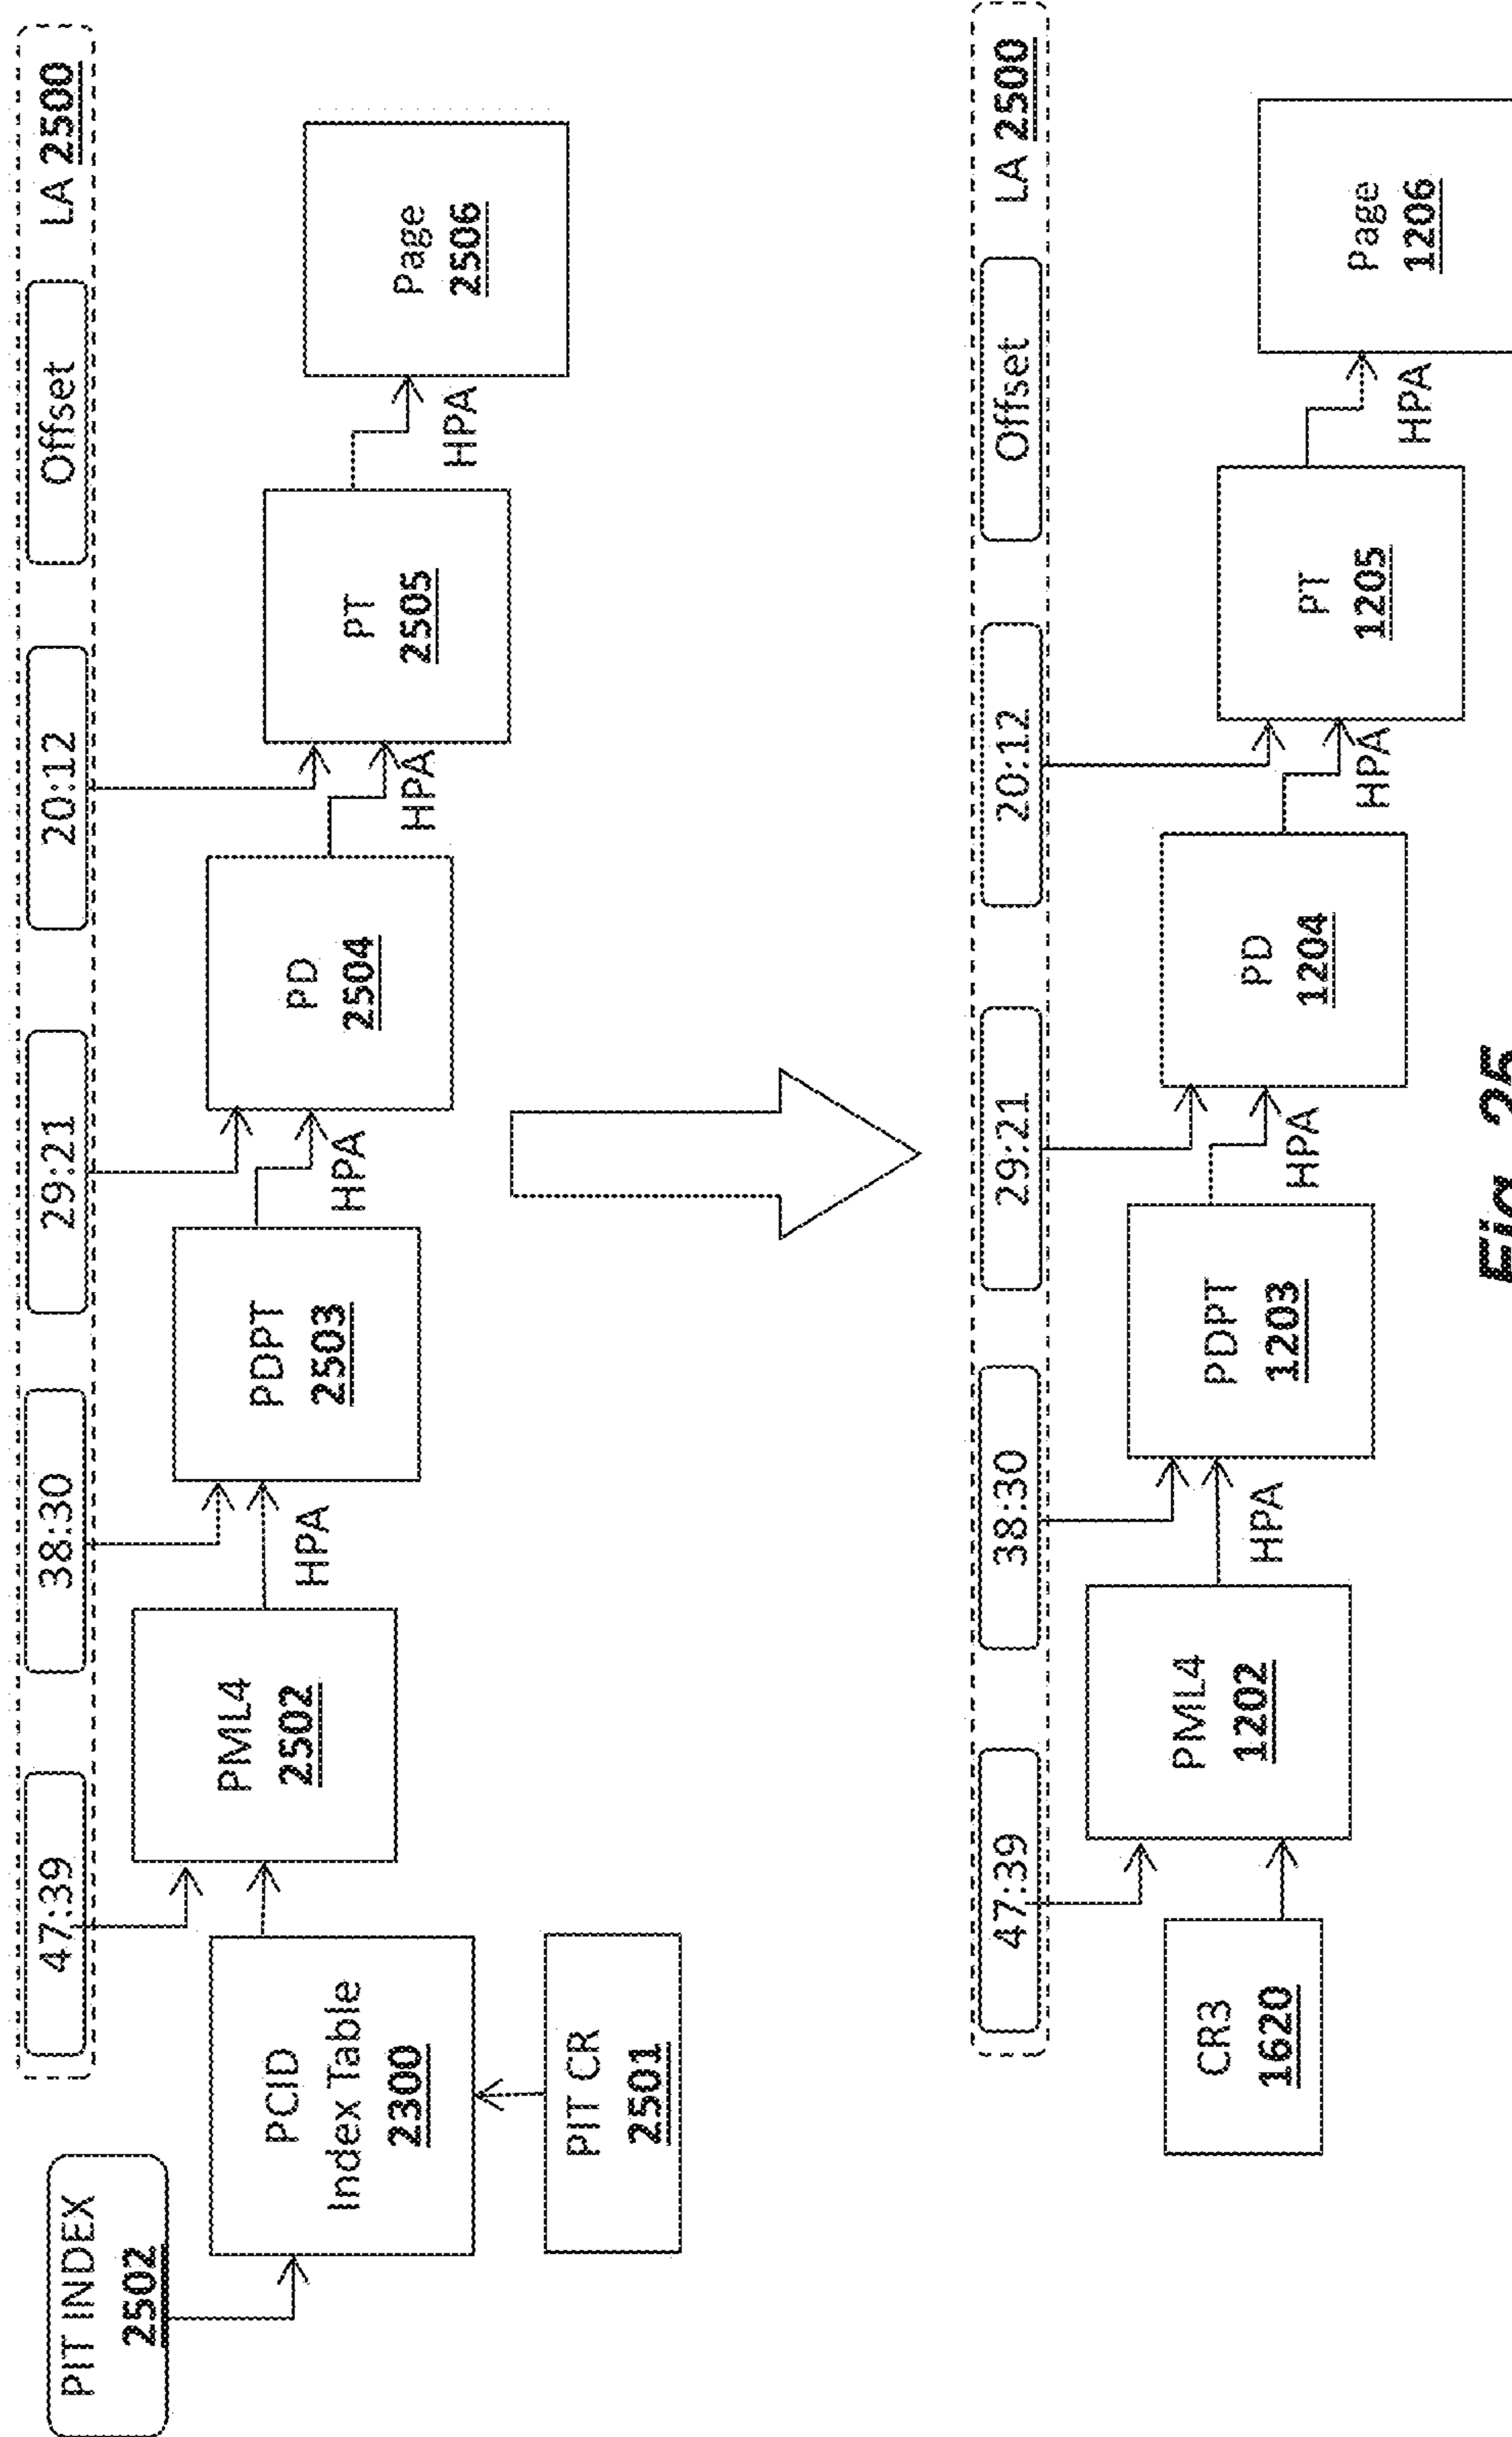 PIT INDEX
2502
47:39
38:30
29:21
20:12
Offset
LA 2500
PCID
Index Table
2300
PIT CR
2501
PML4
2502
HPA
PDPT
2503
HPA
PD
2504
HPA
PT
2505
HPA
Page
2506
47:39
38:30
29:21
20:12
Offset
LA 2500
CR3
1620
PML4
1202
HPA
PDPT
1203
HPA
PD
1204
HPA
PT
1205
HPA
Page
1206
Fig. 25